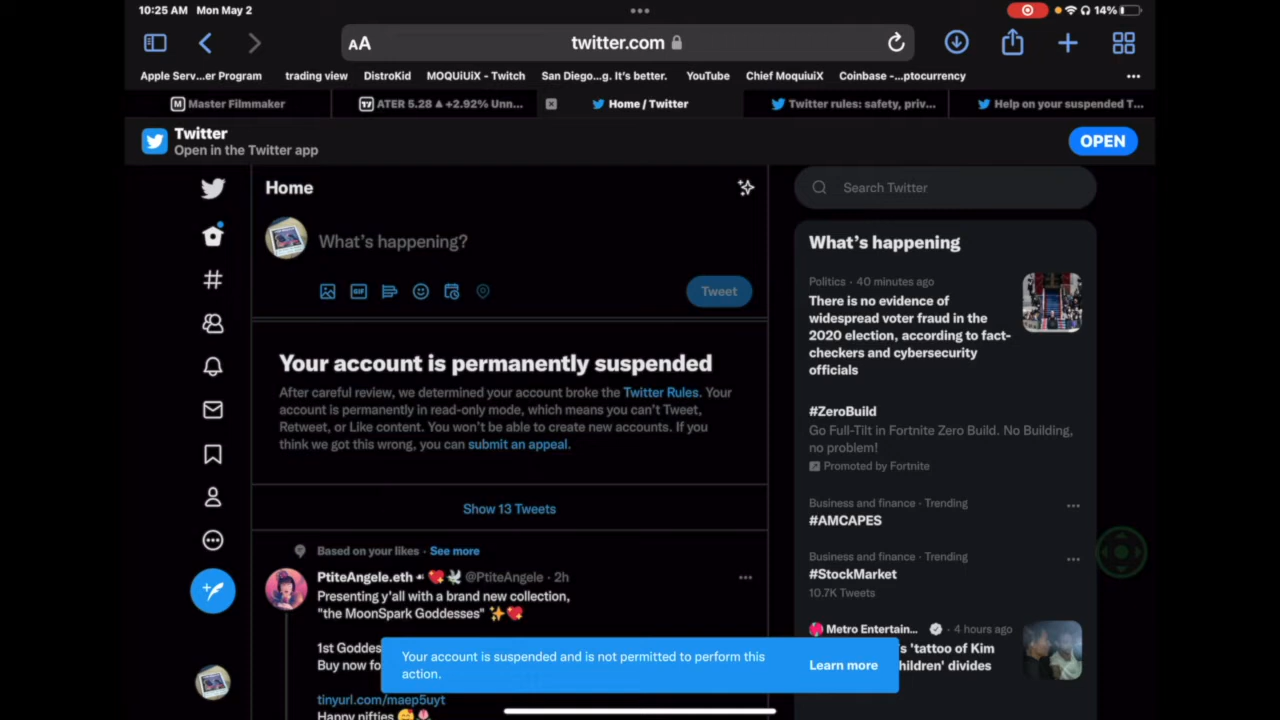 10:25 AM Mon May 2
14%
AA
twitter.com
Apple Serv...er Program
trading view
DistroKid
MOQUiUiX - Twitch
San Diego...g. It's better.
YouTube
Chief MoquiuiX
Coinbase -...ptocurrency
Master Filmmaker
ATER 5.28 ▲ +2.92% Unn...
Home / Twitter
Twitter rules: safety, priv...
Help on your suspended T...
Twitter
Open in the Twitter app
OPEN
Home
What's happening?
GIF
Tweet
Your account is permanently suspended
After careful review, we determined your account broke the Twitter Rules. Your
account is permanently in read-only mode, which means you can't Tweet,
Retweet, or Like content. You won't be able to create new accounts. If you
think we got this wrong, you can submit an appeal.
Show 13 Tweets
Based on your likes · See more
PtiteAngele.eth @PtiteAngele · 2h
Presenting y'all with a brand new collection,
"the MoonSpark Goddesses" ✨💖
1st Goddes
Buy now fo
tinyurl.com/maep5uyt
Happy nifties
Your account is suspended and is not permitted to perform this
action.
Learn more
Search Twitter
What's happening
Politics · 40 minutes ago
There is no evidence of
widespread voter fraud in the
2020 election, according to fact-
checkers and cybersecurity
officials
#ZeroBuild
Go Full-Tilt in Fortnite Zero Build. No Building,
no problem!
Promoted by Fortnite
Business and finance · Trending
#AMCAPES
Business and finance · Trending
#StockMarket
10.7K Tweets
Metro Entertain... · 4 hours ago
's 'tattoo of Kim
hildren' divides